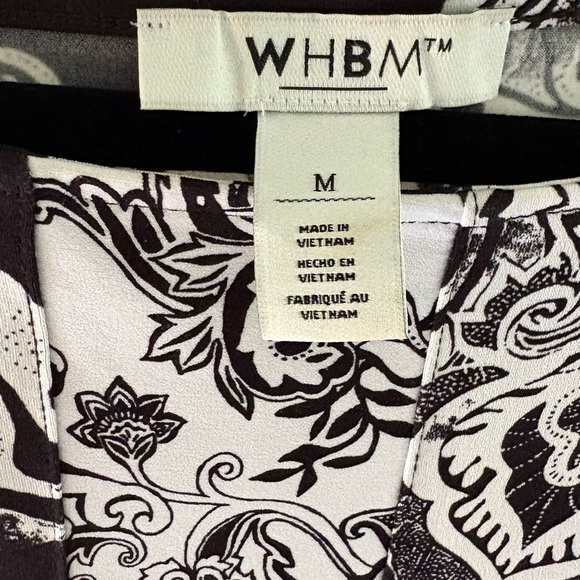 WHBM™
M
MADE IN
VIETNAM
HECHO EN
VIETNAM
FABRIQUÉ AU
VIETNAM